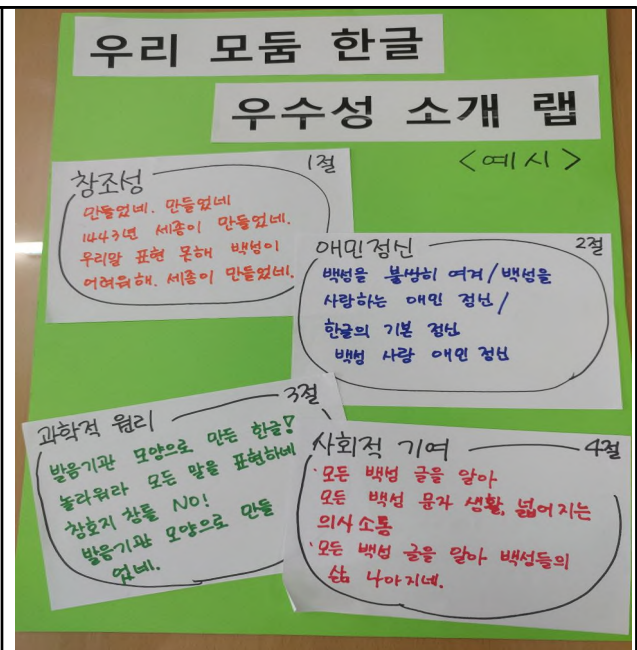 우리 모둠 한글
우수성 소개 랩
<예시>
창조성 1절
만들었네. 만들었네
1443년 세종이 만들었네.
우리말 표현 못해 백성이
어려워해. 세종이 만들었네.
애민정신 2절
백성을 불쌍히 여겨/백성을
사랑하는 애민 정신/
한글의 기본 정신
백성 사랑 애민 정신
과학적 원리 3절
발음기관 모양으로 만든 한글!
놀라워라 모든 말을 표현하네
창호지 창틀 NO!
발음기관 모양으로 만들
었네.
사회적 기여 4절
·모든 백성 글을 알아
모든 백성 문자 생활, 넓어지는
의사소통
·모든 백성 글을 알아 백성들의
삶 나아지네.